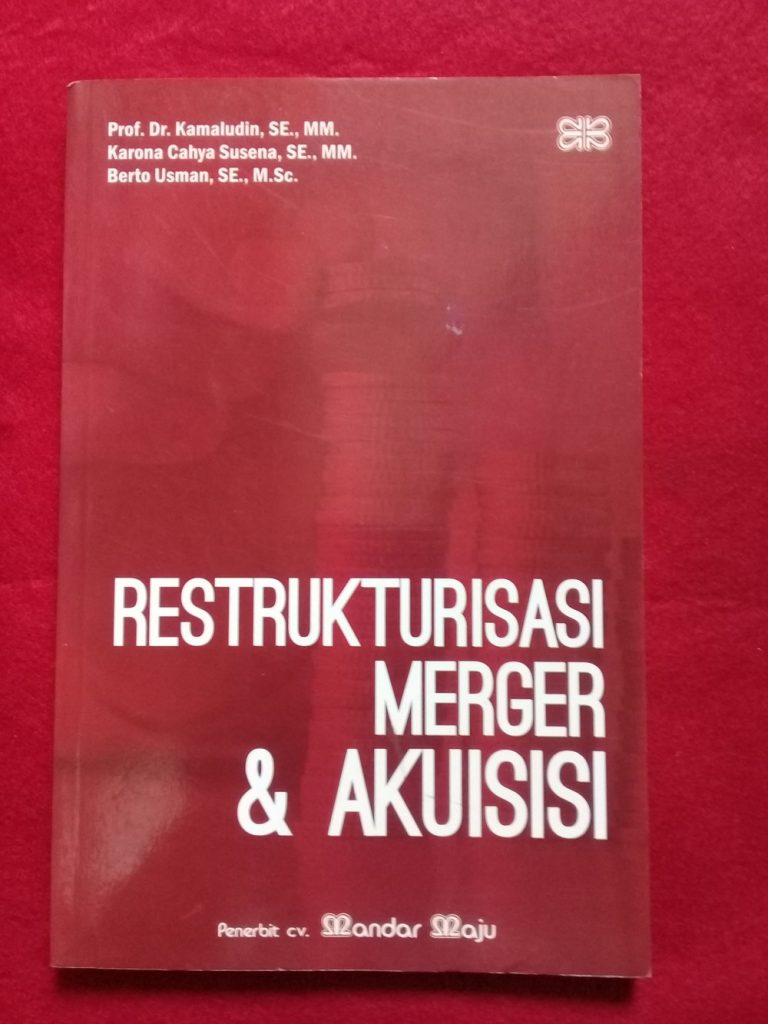 Prof. Dr. Kamaludin, SE., MM.
Karona Cahya Susena, SE., MM.
Berto Usman, SE., M.Sc.
RESTRUKTURISASI
MERGER
& AKUISISI
Penerbit cv. Mandar Maju